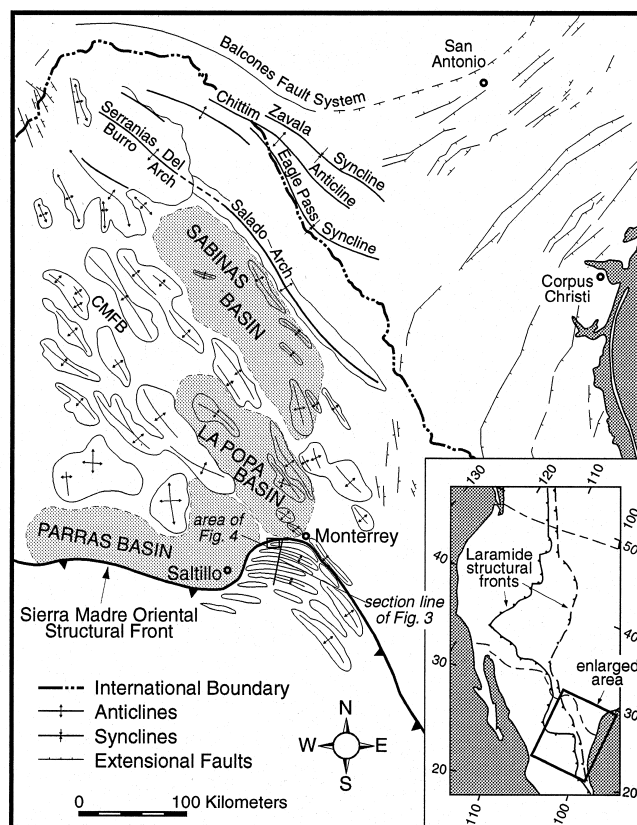 Balcones Fault System
San
Antonio
Chittim
Zavala
Syncline
Anticline
Serranias Del
Burro Arch
Eagle Pass
Syncline
Salado Arch
SABINAS
BASIN
Corpus
Christi
CMFB
LA POPA
BASIN
PARRAS BASIN
area of
Fig. 4
Monterrey
Saltillo
Sierra Madre Oriental
Structural Front
section line
of Fig. 3
International Boundary
Anticlines
Synclines
Extensional Faults
N
W
E
S
0
100 Kilometers
130
120
110
100
40
Laramide
structural
fronts
40
30
enlarged
area
30
20
20
110
100